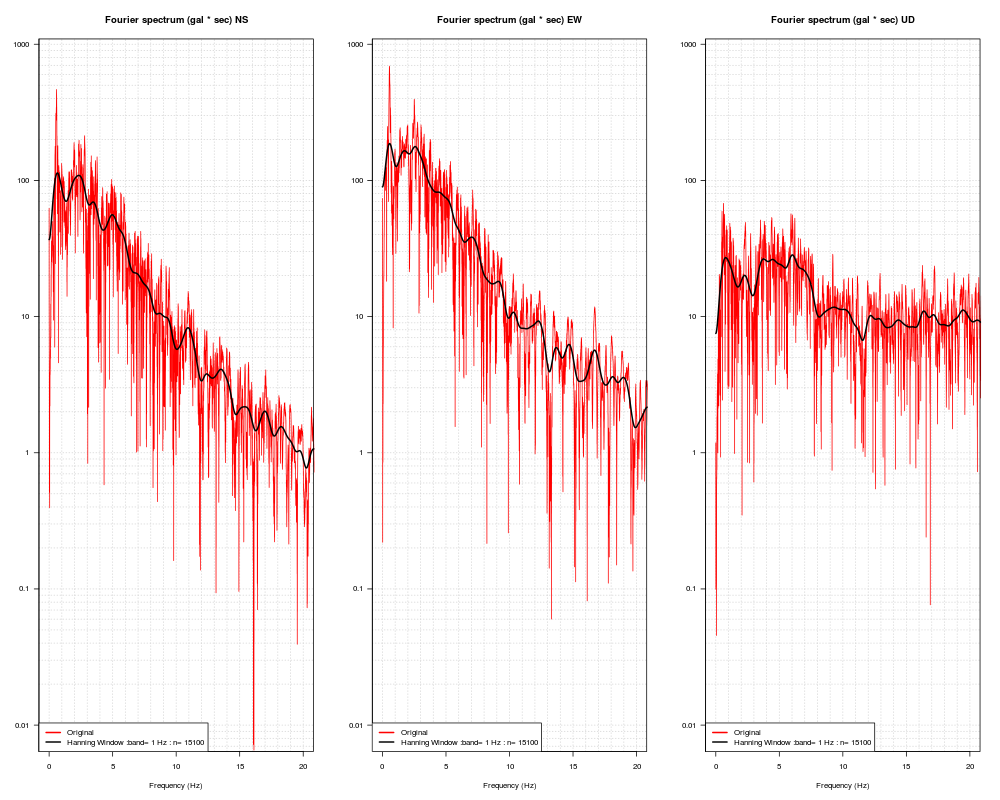 Fourier spectrum (gal * sec) NS
1000
100
10
1
0.1
0.01
Original
Hanning Window :band= 1 Hz : n= 15100
0 5 10 15 20
Frequency (Hz)
Fourier spectrum (gal * sec) EW
1000
100
10
1
0.1
0.01
Original
Hanning Window :band= 1 Hz : n= 15100
0 5 10 15 20
Frequency (Hz)
Fourier spectrum (gal * sec) UD
1000
100
10
1
0.1
0.01
Original
Hanning Window :band= 1 Hz : n= 15100
0 5 10 15 20
Frequency (Hz)